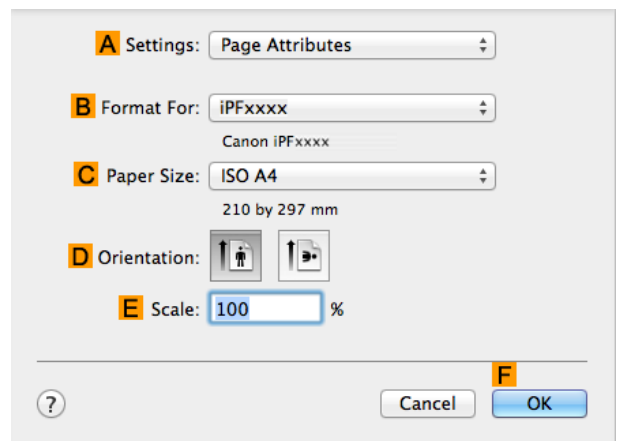 A Settings: Page Attributes
B Format For: iPFxxxx
Canon iPFxxxx
C Paper Size: ISO A4
210 by 297 mm
D Orientation:
E Scale: 100 %
F
? Cancel OK